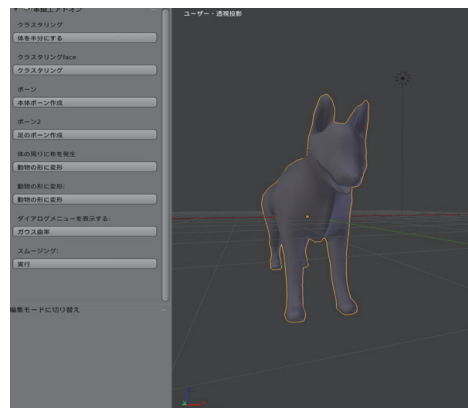 ユーザー・透視投影
クラスタリング
体を半分にする
クラスタリングface
クラスタリング
ボーン
本体ボーン作成
ボーン2
足のボーン作成
体の周りに布を発生
動物の形に変形
動物の形に変形:
動物の形に変形
ダイアログメニューを表示する:
ガウス曲率
スムージング:
実行
編集モードに切り替え